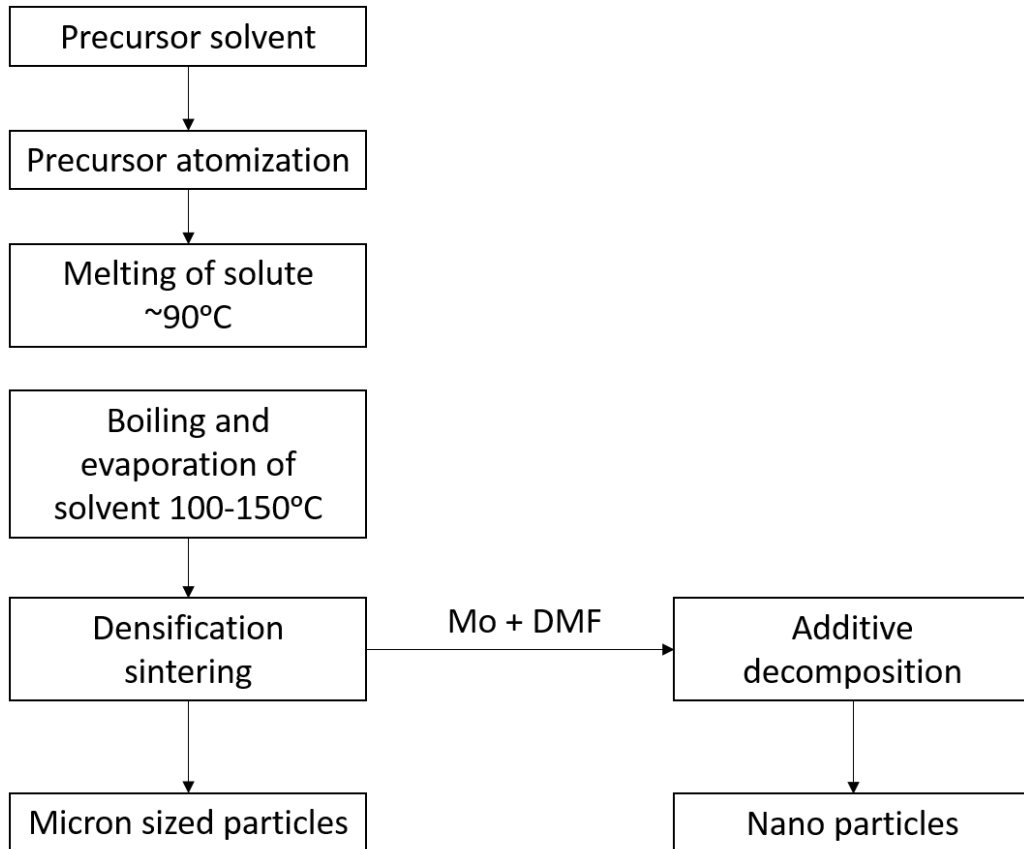 Precursor solvent
Precursor atomization
Melting of solute
~90ºC
Boiling and
evaporation of
solvent 100-150ºC
Densification
sintering
Mo + DMF
Additive
decomposition
Micron sized particles
Nano particles